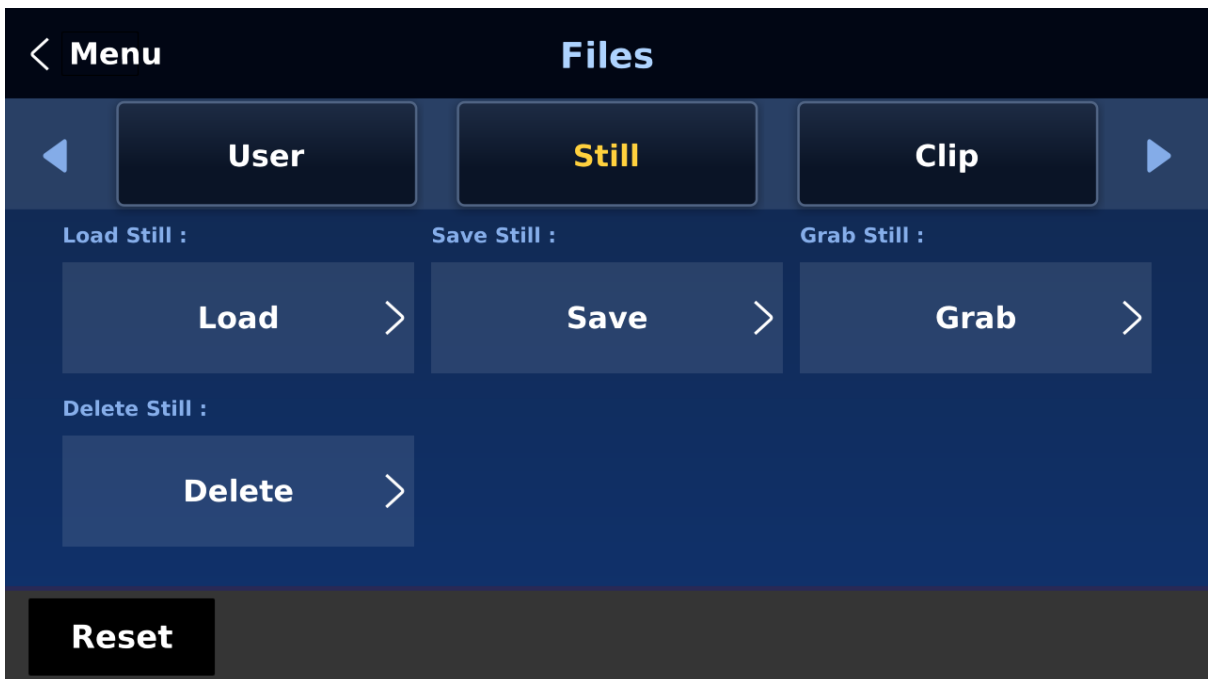 Menu
Files
User
Still
Clip
Load Still :
Save Still :
Grab Still :
Load
Save
Grab
Delete Still :
Delete
Reset